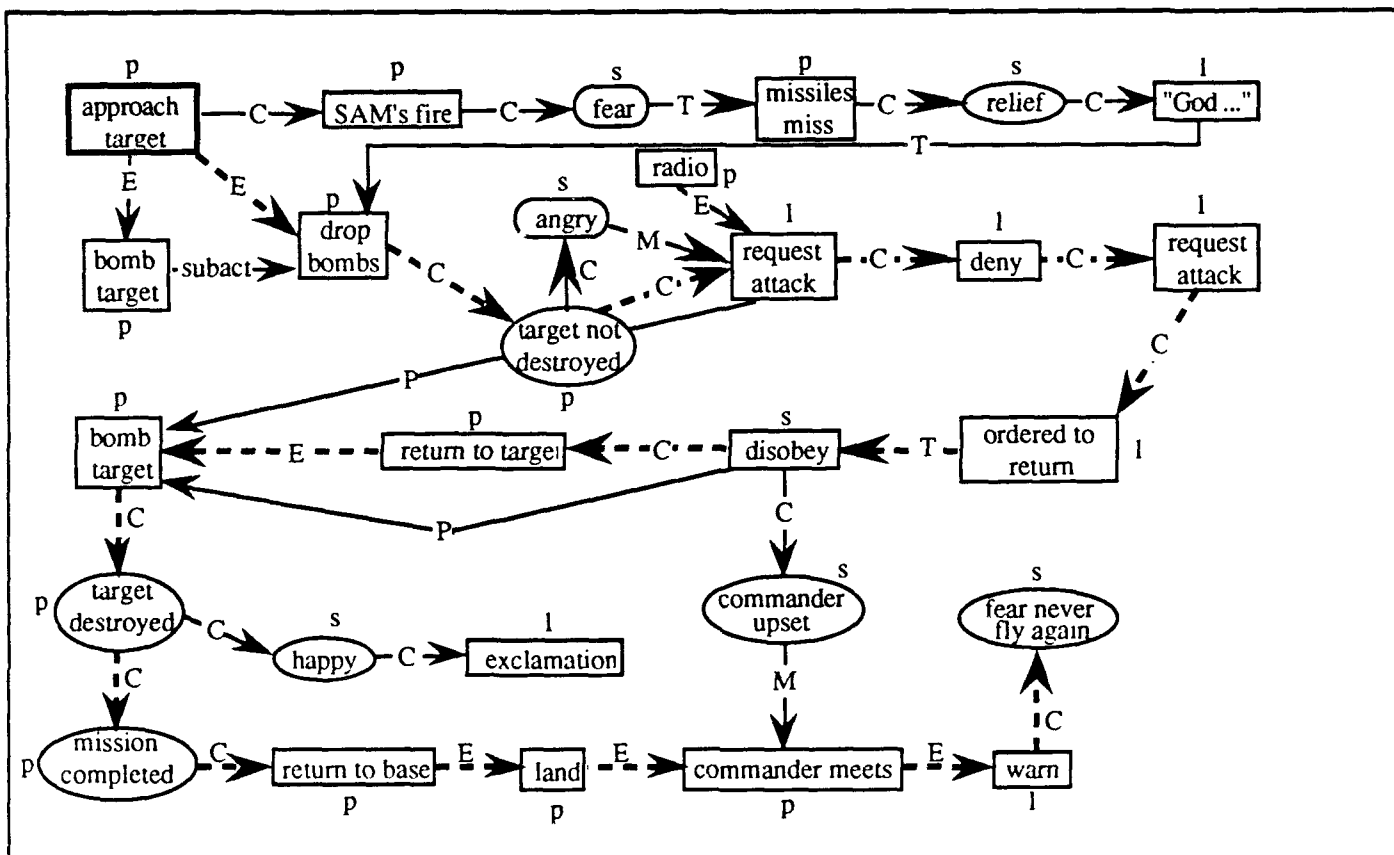 p p s p s l
approach target C SAM's fire C fear T missiles miss C relief C "God ..."
T
E E p radio p
s
angry E l l l
bomb target subact drop bombs C C M C request attack C deny C request attack
p
target not destroyed
p
P C
p p s
bomb target E return to target C disobey T ordered to return l
P
C C
p target destroyed s commander upset s fear never fly again
C s l
happy C exclamation
C M C
p mission completed C return to base E land E commander meets E warn
p p p l